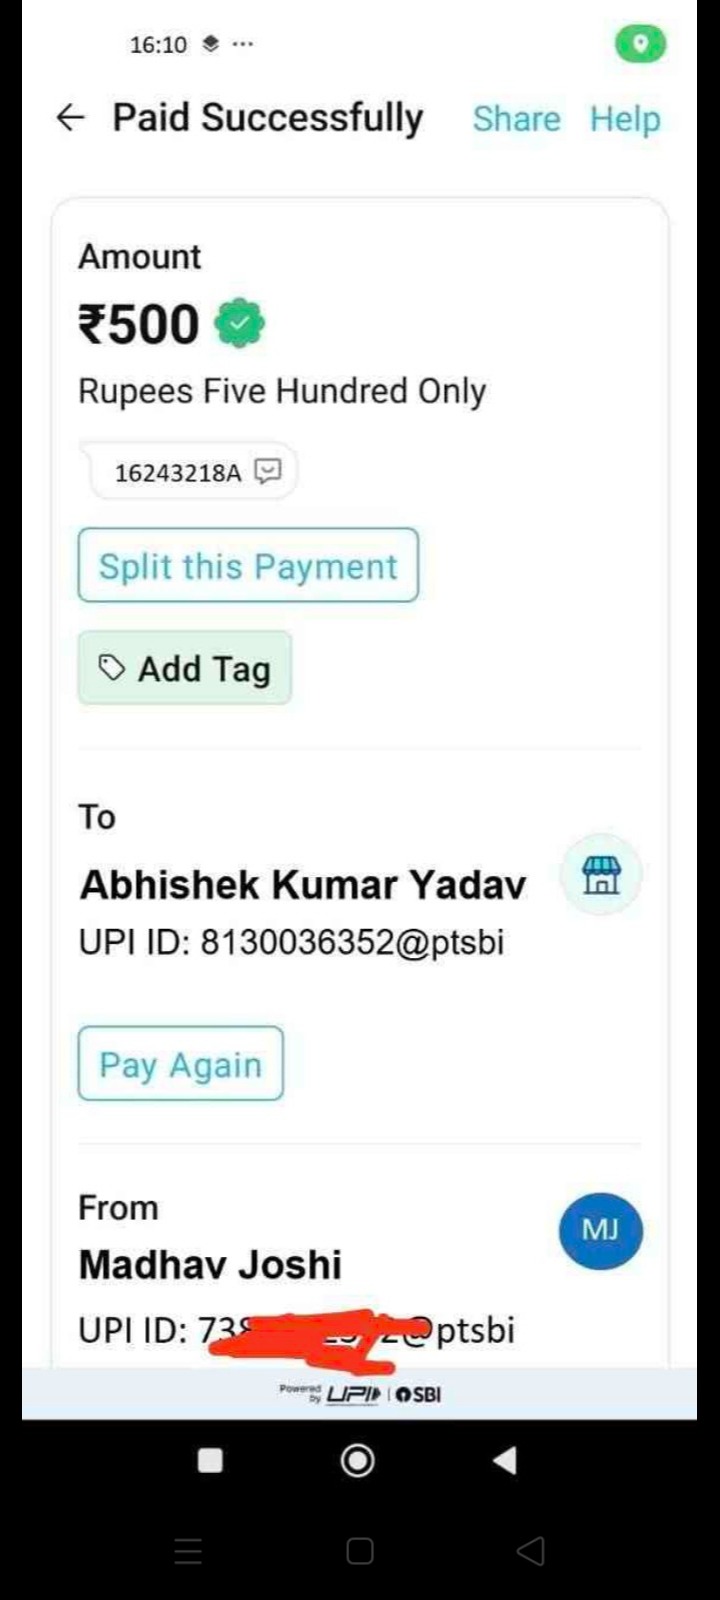 16:10
Paid Successfully Share Help
Amount
₹500
Rupees Five Hundred Only
16243218A
Split this Payment
Add Tag
To
Abhishek Kumar Yadav
UPI ID: 8130036352@ptsbi
Pay Again
From
MJ
Madhav Joshi
UPI ID: 738 @ptsbi
Powered by UPI | SBI